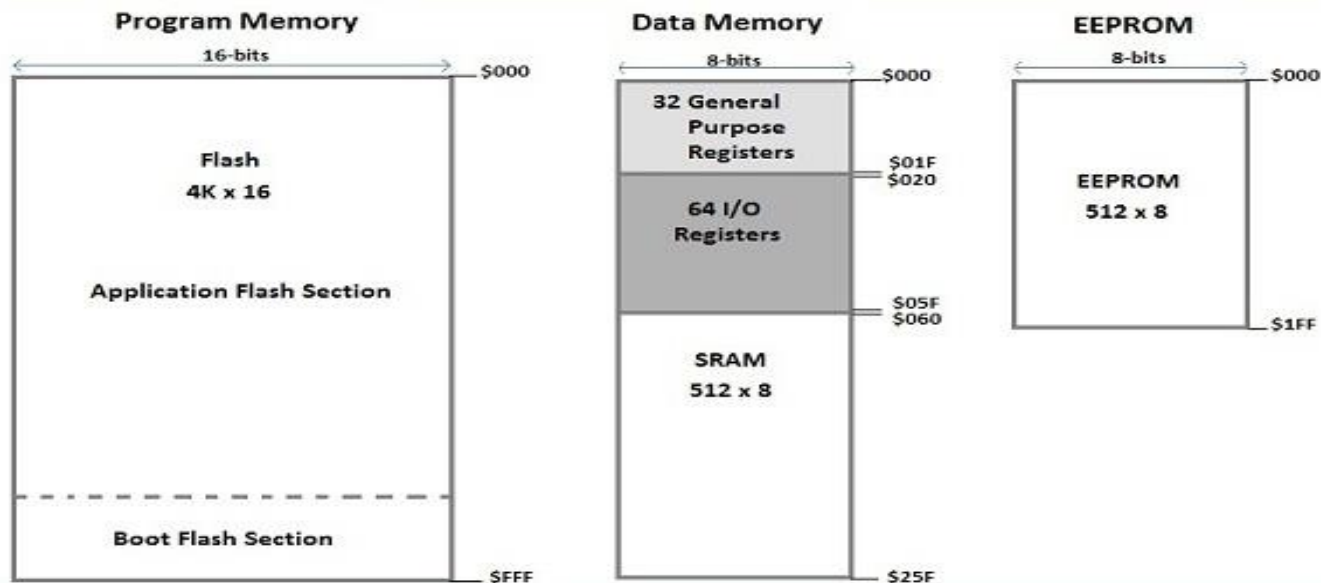 Program Memory
16-bits
$000
Flash
4K x 16
Application Flash Section
Boot Flash Section
$FFF
Data Memory
8-bits
$000
32 General
Purpose
Registers
$01F
$020
64 I/O
Registers
$05F
$060
SRAM
512 x 8
$25F
EEPROM
8-bits
$000
EEPROM
512 x 8
$1FF